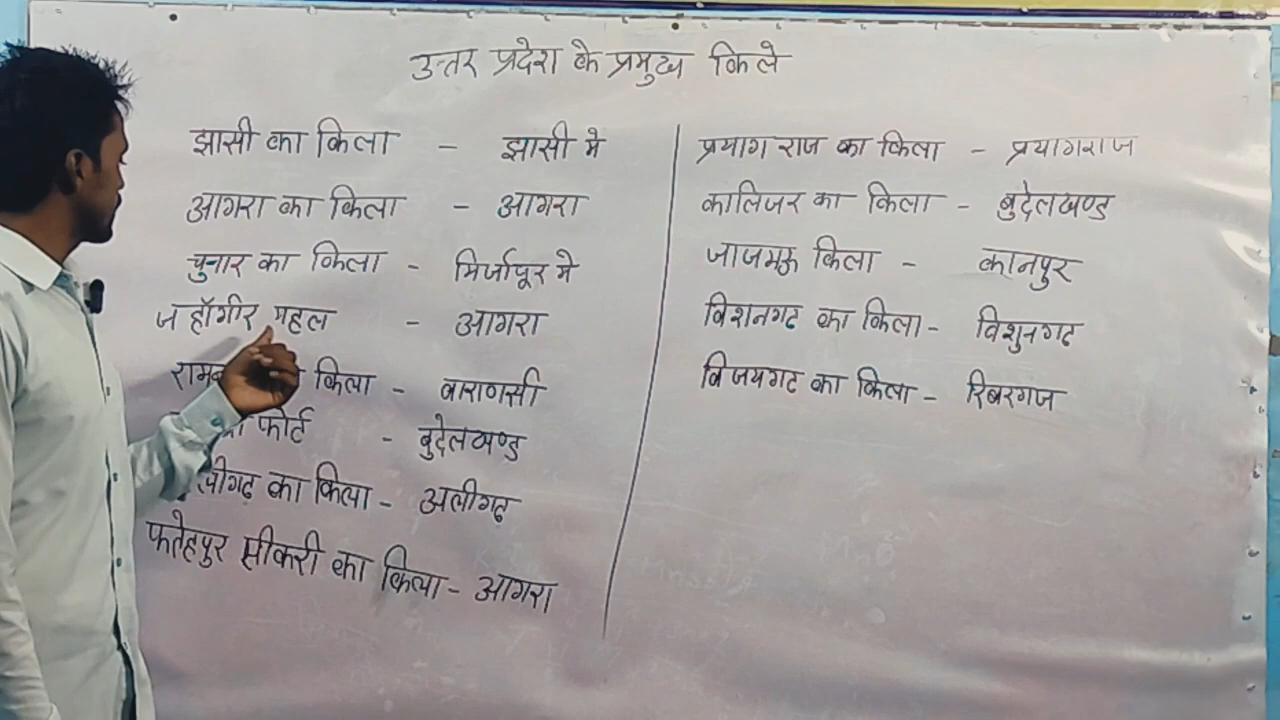 उत्तर प्रदेश के प्रमुख किले
झासी का किला - झासी मे
आगरा का किला - आगरा
चुनार का किला - मिर्जापूर मे
जहाँगीर महल - आगरा
किला - वाराणसी
फोर्ट - बुदेलखण्ड
का किला - अलीगढ़
फतेहपुर सीकरी का किला - आगरा
प्रयाग राज का किला - प्रयागराज
कालिजर का किला - बुदेलखण्ड
जाजमऊ किला - कानपुर
विशनगढ का किला - विशुनगढ
विजयगढ का किला -